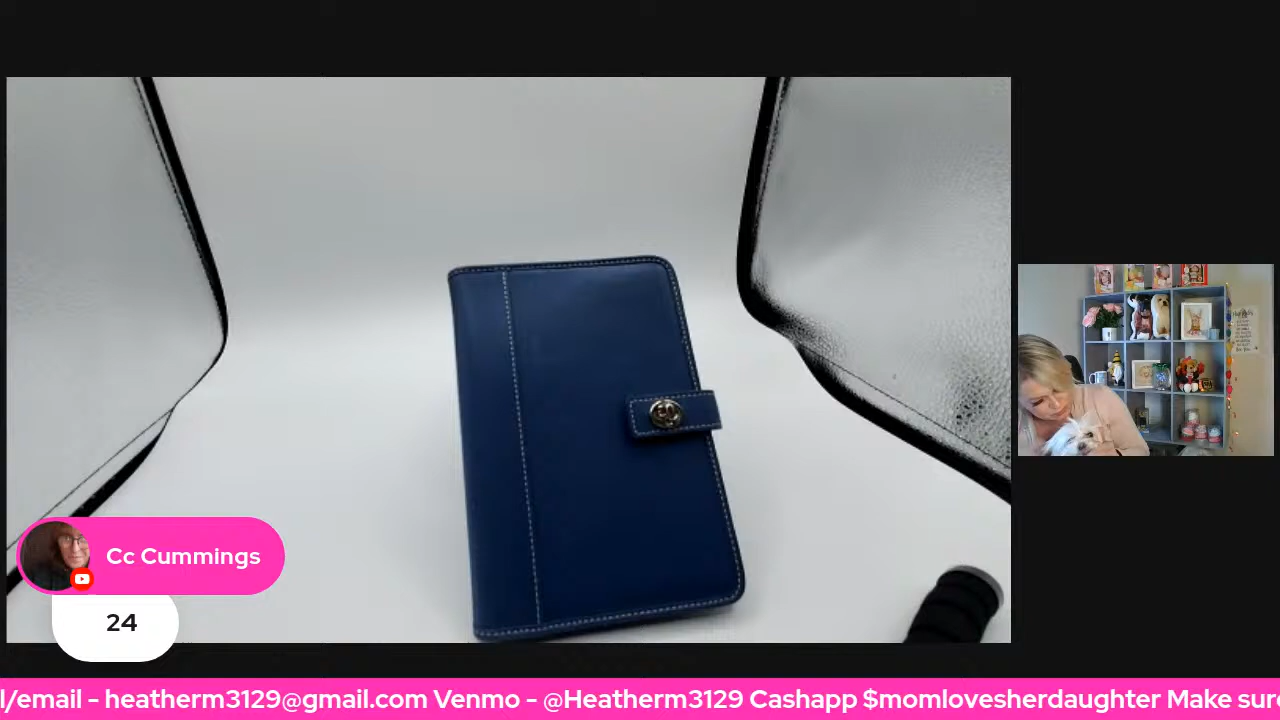 Cc Cummings
24
l/email - heatherm3129@gmail.com Venmo - @Heatherm3129 Cashapp $momlovesherdaughter Make sure